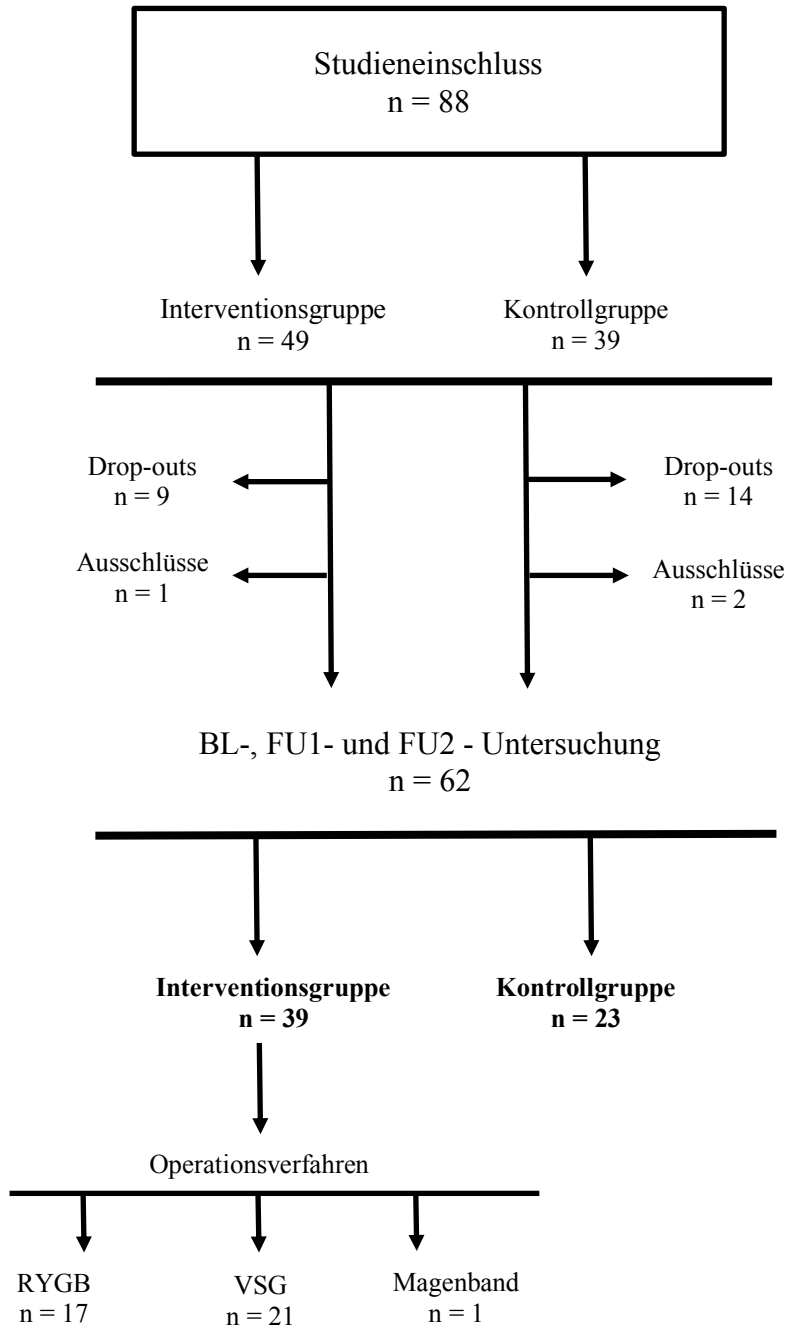 Studieneinschluss
n = 88
Interventionsgruppe
n = 49
Kontrollgruppe
n = 39
Drop-outs
n = 9
Drop-outs
n = 14
Ausschlüsse
n = 1
Ausschlüsse
n = 2
BL-, FU1- und FU2 - Untersuchung
n = 62
Interventionsgruppe
n = 39
Kontrollgruppe
n = 23
Operationsverfahren
RYGB
n = 17
VSG
n = 21
Magenband
n = 1